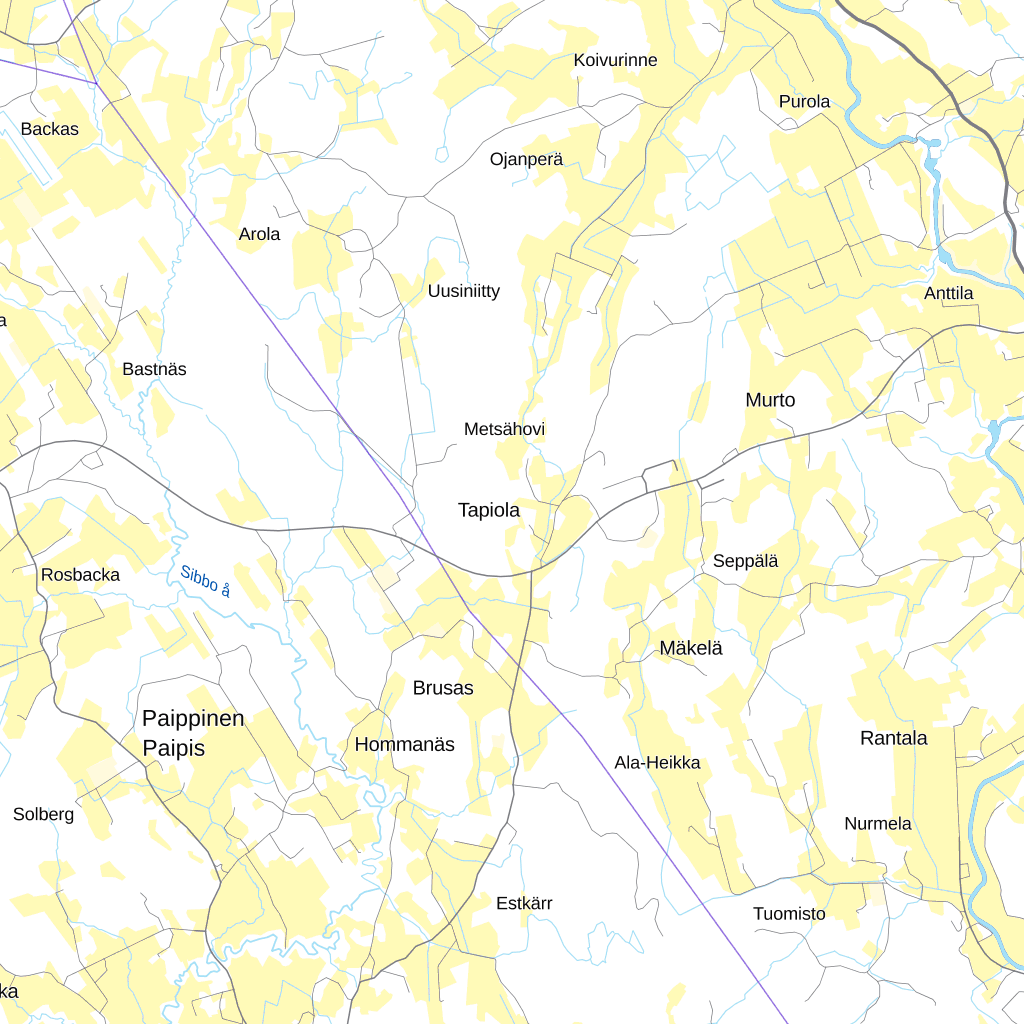 Koivurinne
Purola
Backas
Ojanperä
Arola
Uusiniitty
Anttila
a
Bastnäs
Murto
Metsähovi
Tapiola
Seppälä
Rosbacka
Sibbo å
Mäkelä
Brusas
Paippinen
Paipis
Hommanäs
Rantala
Ala-Heikka
Solberg
Nurmela
Estkärr
Tuomisto
ka